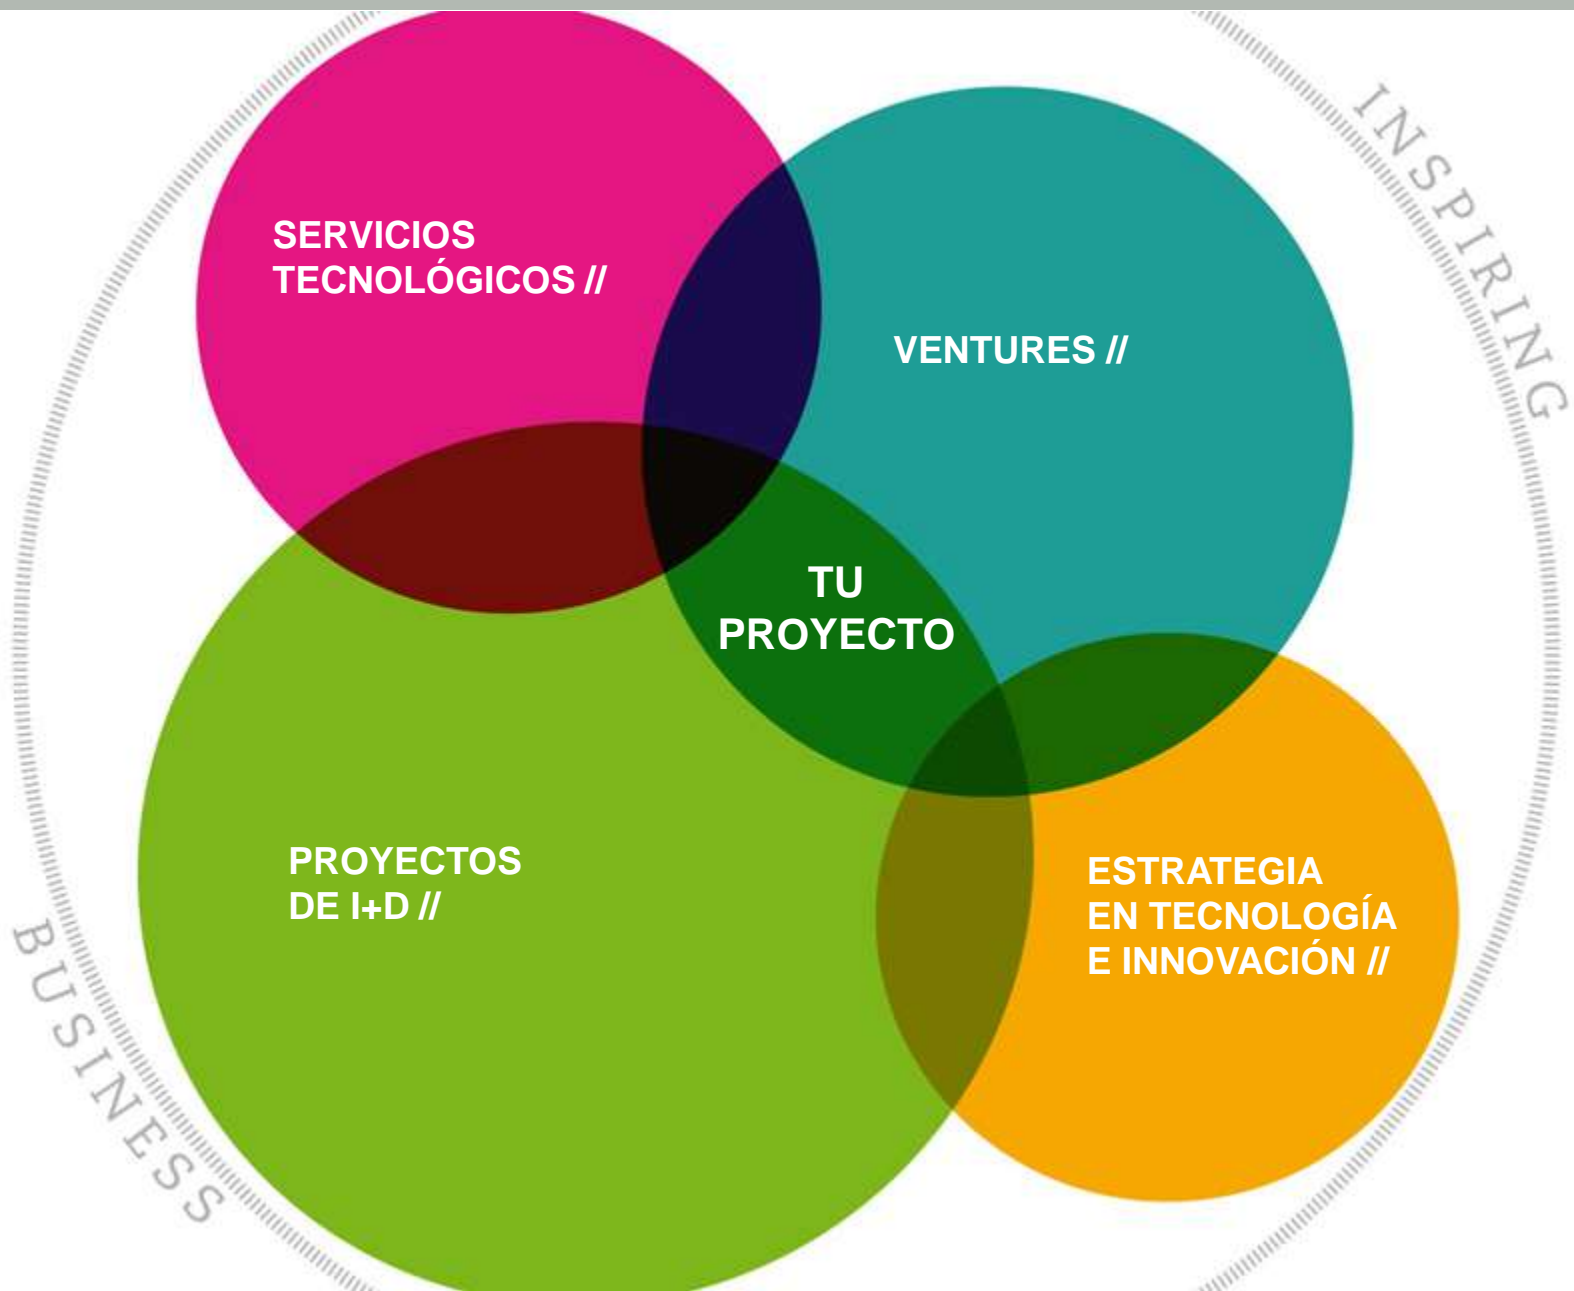 INSPIRING
SERVICIOS
TECNOLÓGICOS //
VENTURES //
TU
PROYECTO
PROYECTOS
DE I+D //
ESTRATEGIA
EN TECNOLOGÍA
E INNOVACIÓN //
BUSINESS